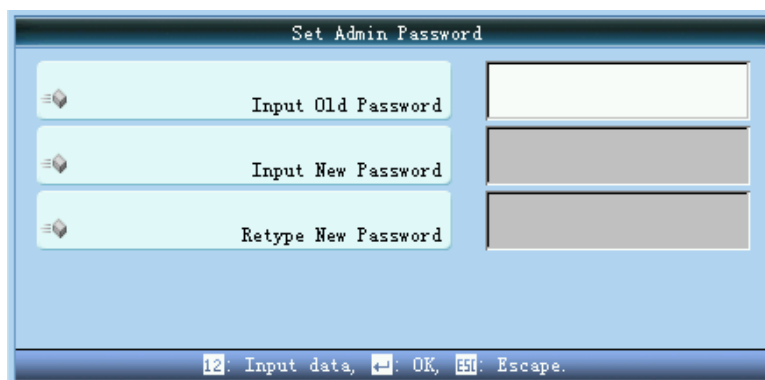 Set Admin Password
Input Old Password
Input New Password
Retype New Password
12: Input data, ↵: OK, ESC: Escape.